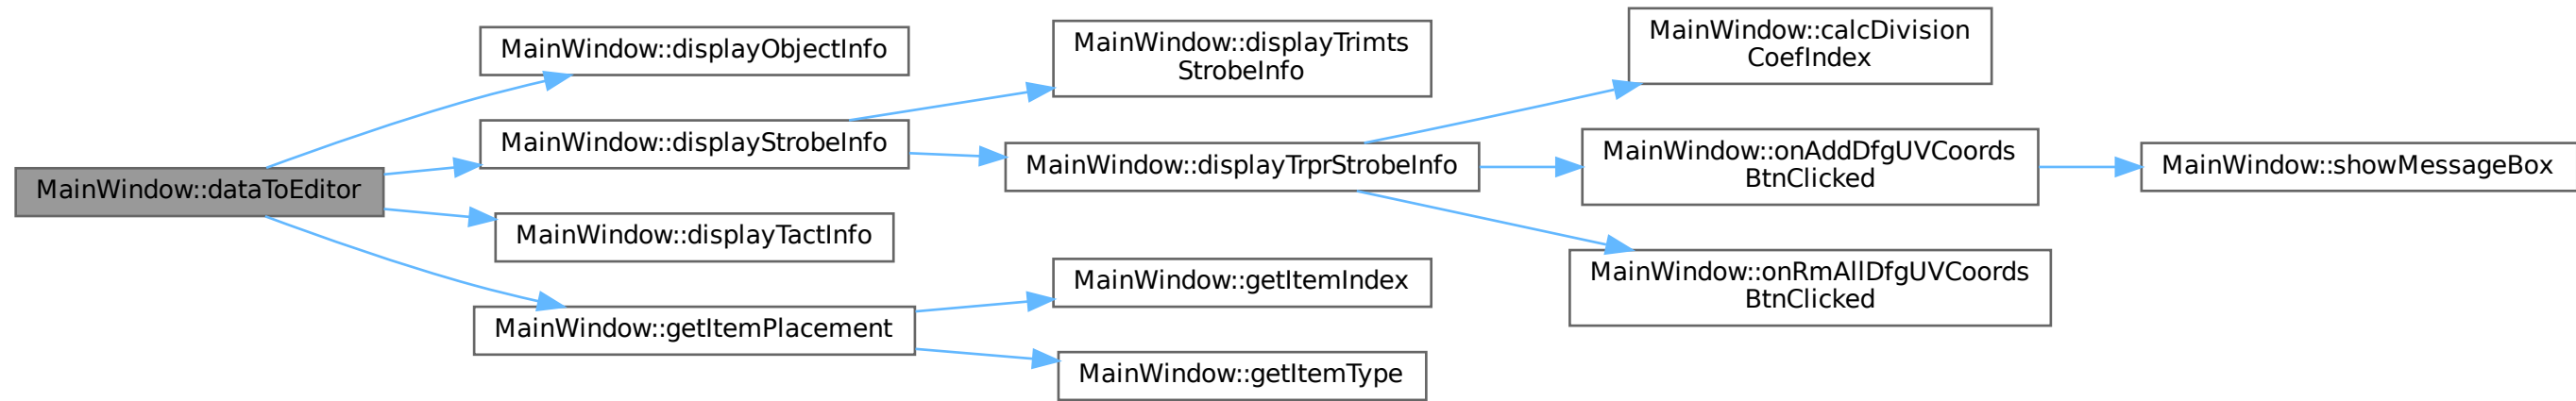 MainWindow::dataToEditor
MainWindow::displayObjectInfo
MainWindow::displayStrobeInfo
MainWindow::displayTactInfo
MainWindow::getItemPlacement
MainWindow::displayTrimts
StrobeInfo
MainWindow::displayTrprStrobeInfo
MainWindow::getItemIndex
MainWindow::getItemType
MainWindow::calcDivision
CoefIndex
MainWindow::onAddDfgUVCoords
BtnClicked
MainWindow::onRmAllDfgUVCoords
BtnClicked
MainWindow::showMessageBox